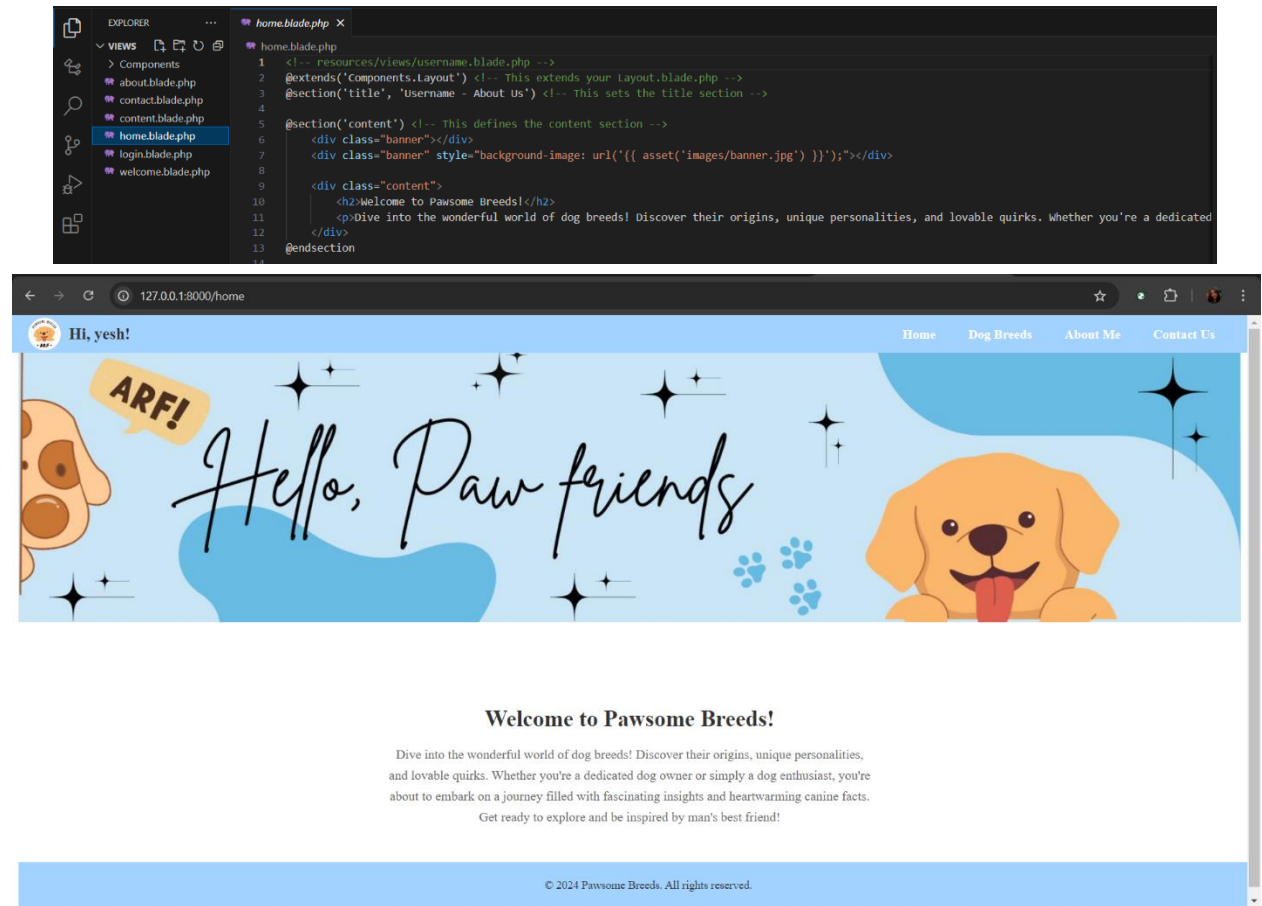 EXPLORER ...
home.blade.php ×
VIEWS
home.blade.php
Components
about.blade.php
contact.blade.php
content.blade.php
home.blade.php
login.blade.php
welcome.blade.php
1 <!-- resources/views/username.blade.php -->
2 @extends('Components.Layout') <!-- This extends your Layout.blade.php -->
3 @section('title', 'Username - About Us') <!-- This sets the title section -->
4
5 @section('content') <!-- This defines the content section -->
6 <div class="banner"></div>
7 <div class="banner" style="background-image: url('{{ asset('images/banner.jpg') }}');"></div>
8
9 <div class="content">
10 <h2>Welcome to Pawsome Breeds!</h2>
11 <p>Dive into the wonderful world of dog breeds! Discover their origins, unique personalities, and lovable quirks. Whether you're a dedicated
12 </div>
13 @endsection
14
127.0.0.1:8000/home
Hi, yesh!
Home Dog Breeds About Me Contact Us
ARF!
Hello, Paw friends
Welcome to Pawsome Breeds!
Dive into the wonderful world of dog breeds! Discover their origins, unique personalities,
and lovable quirks. Whether you're a dedicated dog owner or simply a dog enthusiast, you're
about to embark on a journey filled with fascinating insights and heartwarming canine facts.
Get ready to explore and be inspired by man's best friend!
© 2024 Pawsome Breeds. All rights reserved.